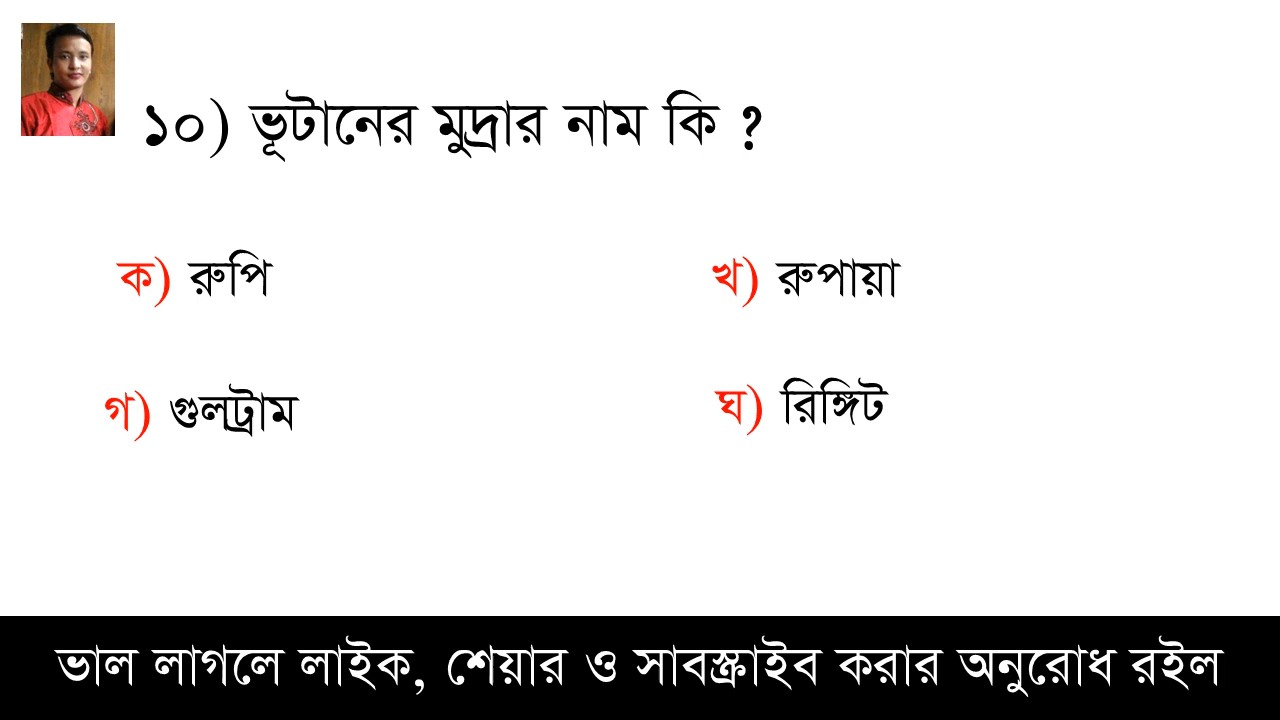 ১০) ভূটানের মুদ্রার নাম কি ?
ক) রুপি
খ) রুপায়া
গ) গুলট্রাম
ঘ) রিঙ্গিট
ভাল লাগলে লাইক, শেয়ার ও সাবস্ক্রাইব করার অনুরোধ রইল